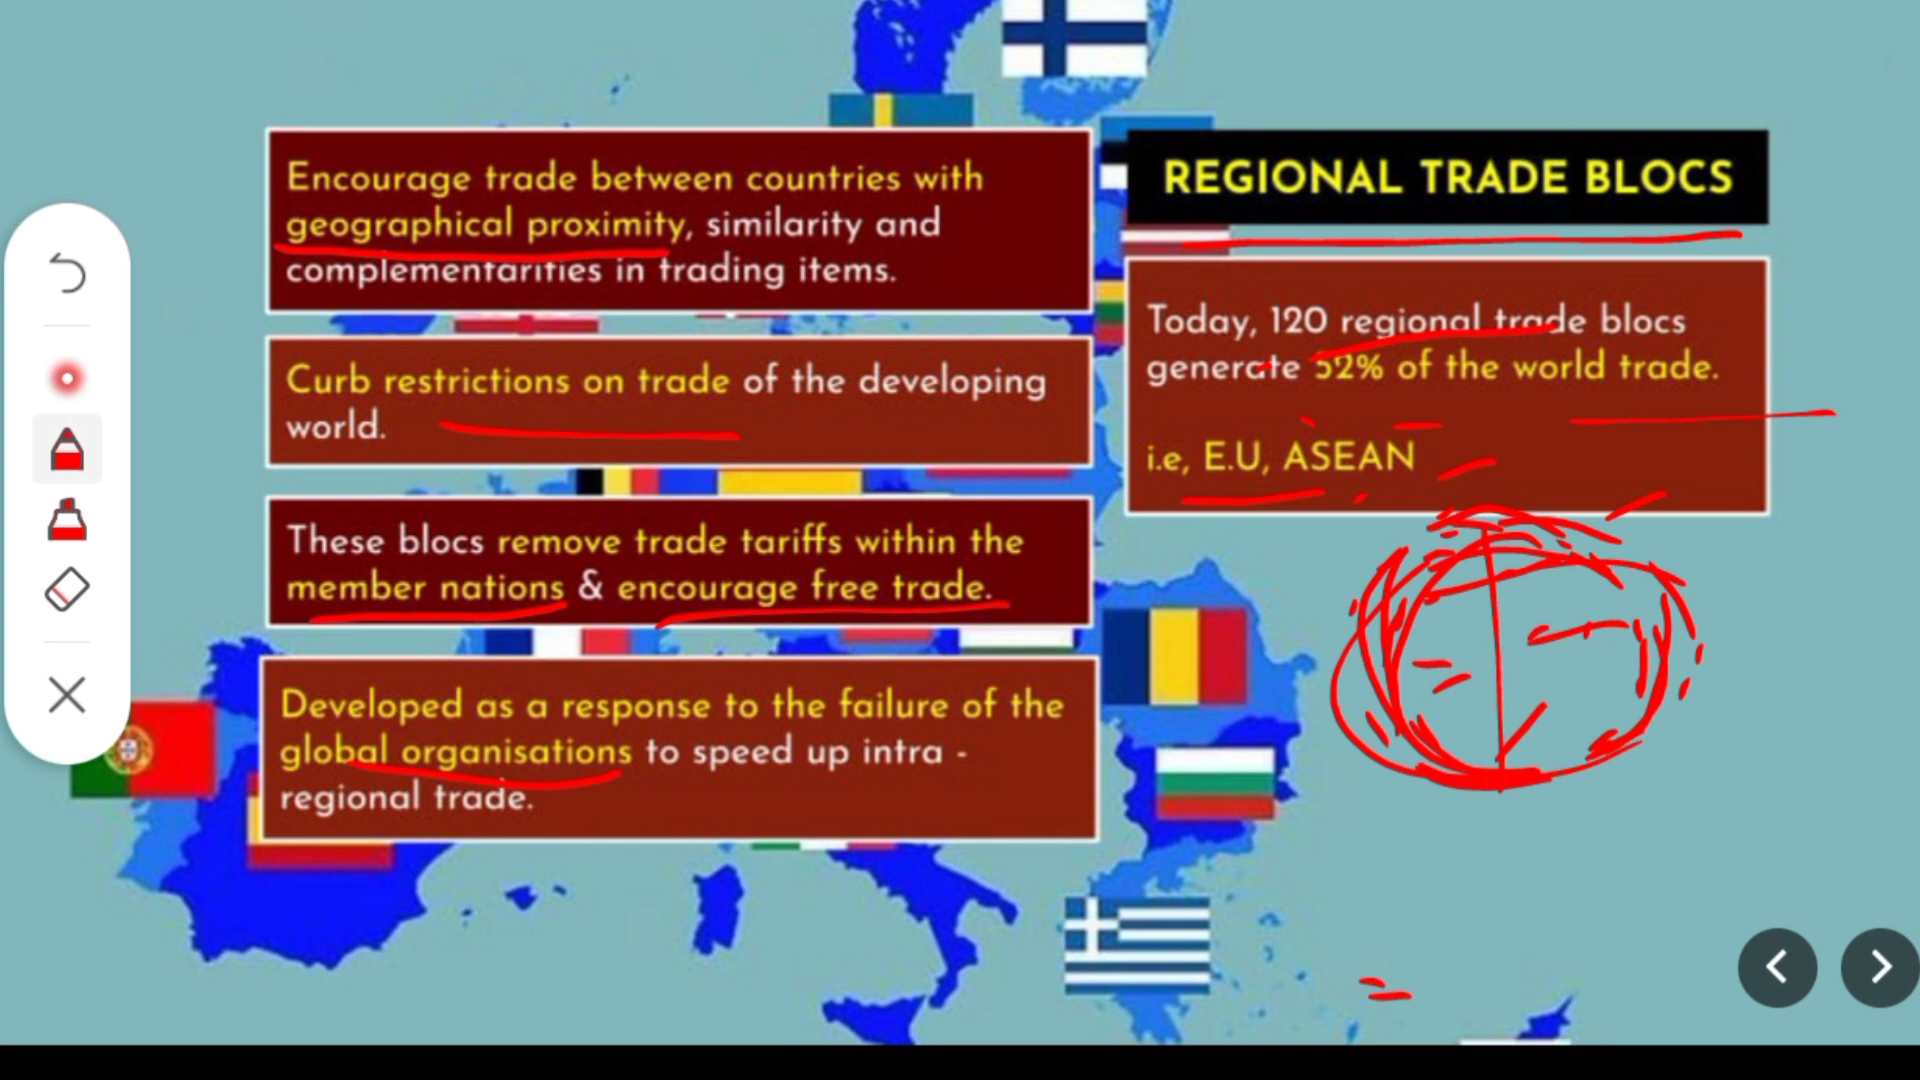 REGIONAL TRADE BLOCS
Encourage trade between countries with
geographical proximity, similarity and
complementarities in trading items.
Curb restrictions on trade of the developing
world.
These blocs remove trade tariffs within the
member nations & encourage free trade.
Developed as a response to the failure of the
global organisations to speed up intra -
regional trade.
Today, 120 regional trade blocs
generate 52% of the world trade.
i.e, E.U, ASEAN